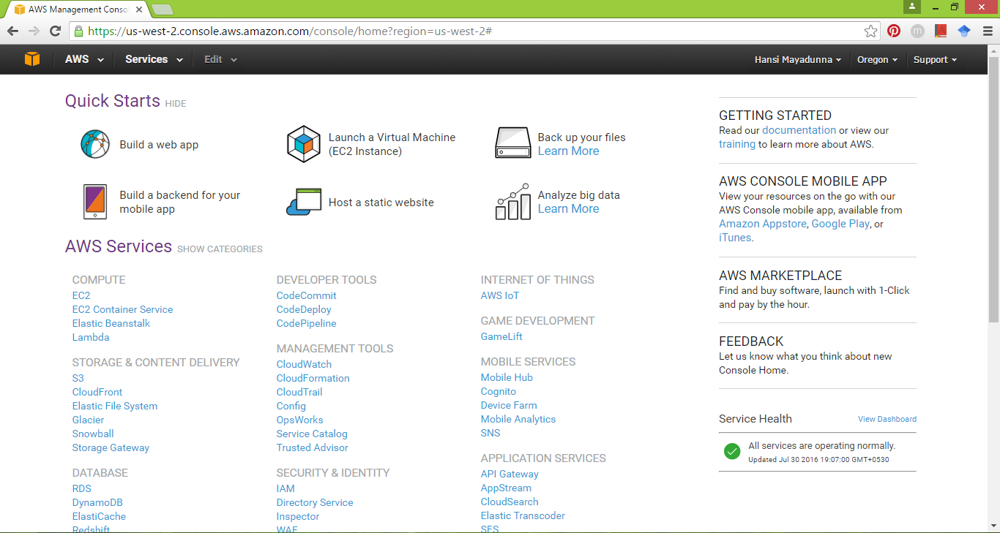 AWS Management Conso
https://us-west-2.console.aws.amazon.com/console/home?region=us-west-2#
AWS Services Edit Hansi Mayadunna Oregon Support
Quick Starts HIDE
Build a web app
Launch a Virtual Machine
(EC2 Instance)
Back up your files
Learn More
Build a backend for your
mobile app
Host a static website
Analyze big data
Learn More
AWS Services SHOW CATEGORIES
COMPUTE
EC2
EC2 Container Service
Elastic Beanstalk
Lambda
STORAGE & CONTENT DELIVERY
S3
CloudFront
Elastic File System
Glacier
Snowball
Storage Gateway
DATABASE
RDS
DynamoDB
ElastiCache
Redshift
DEVELOPER TOOLS
CodeCommit
CodeDeploy
CodePipeline
MANAGEMENT TOOLS
CloudWatch
CloudFormation
CloudTrail
Config
OpsWorks
Service Catalog
Trusted Advisor
SECURITY & IDENTITY
IAM
Directory Service
Inspector
WAF
INTERNET OF THINGS
AWS IoT
GAME DEVELOPMENT
GameLift
MOBILE SERVICES
Mobile Hub
Cognito
Device Farm
Mobile Analytics
SNS
APPLICATION SERVICES
API Gateway
AppStream
CloudSearch
Elastic Transcoder
SES
GETTING STARTED
Read our documentation or view our
training to learn more about AWS.
AWS CONSOLE MOBILE APP
View your resources on the go with our
AWS Console mobile app, available from
Amazon Appstore, Google Play, or
iTunes.
AWS MARKETPLACE
Find and buy software, launch with 1-Click
and pay by the hour.
FEEDBACK
Let us know what you think about new
Console Home.
Service Health View Dashboard
All services are operating normally.
Updated Jul 30 2016 19:07:00 GMT+0530